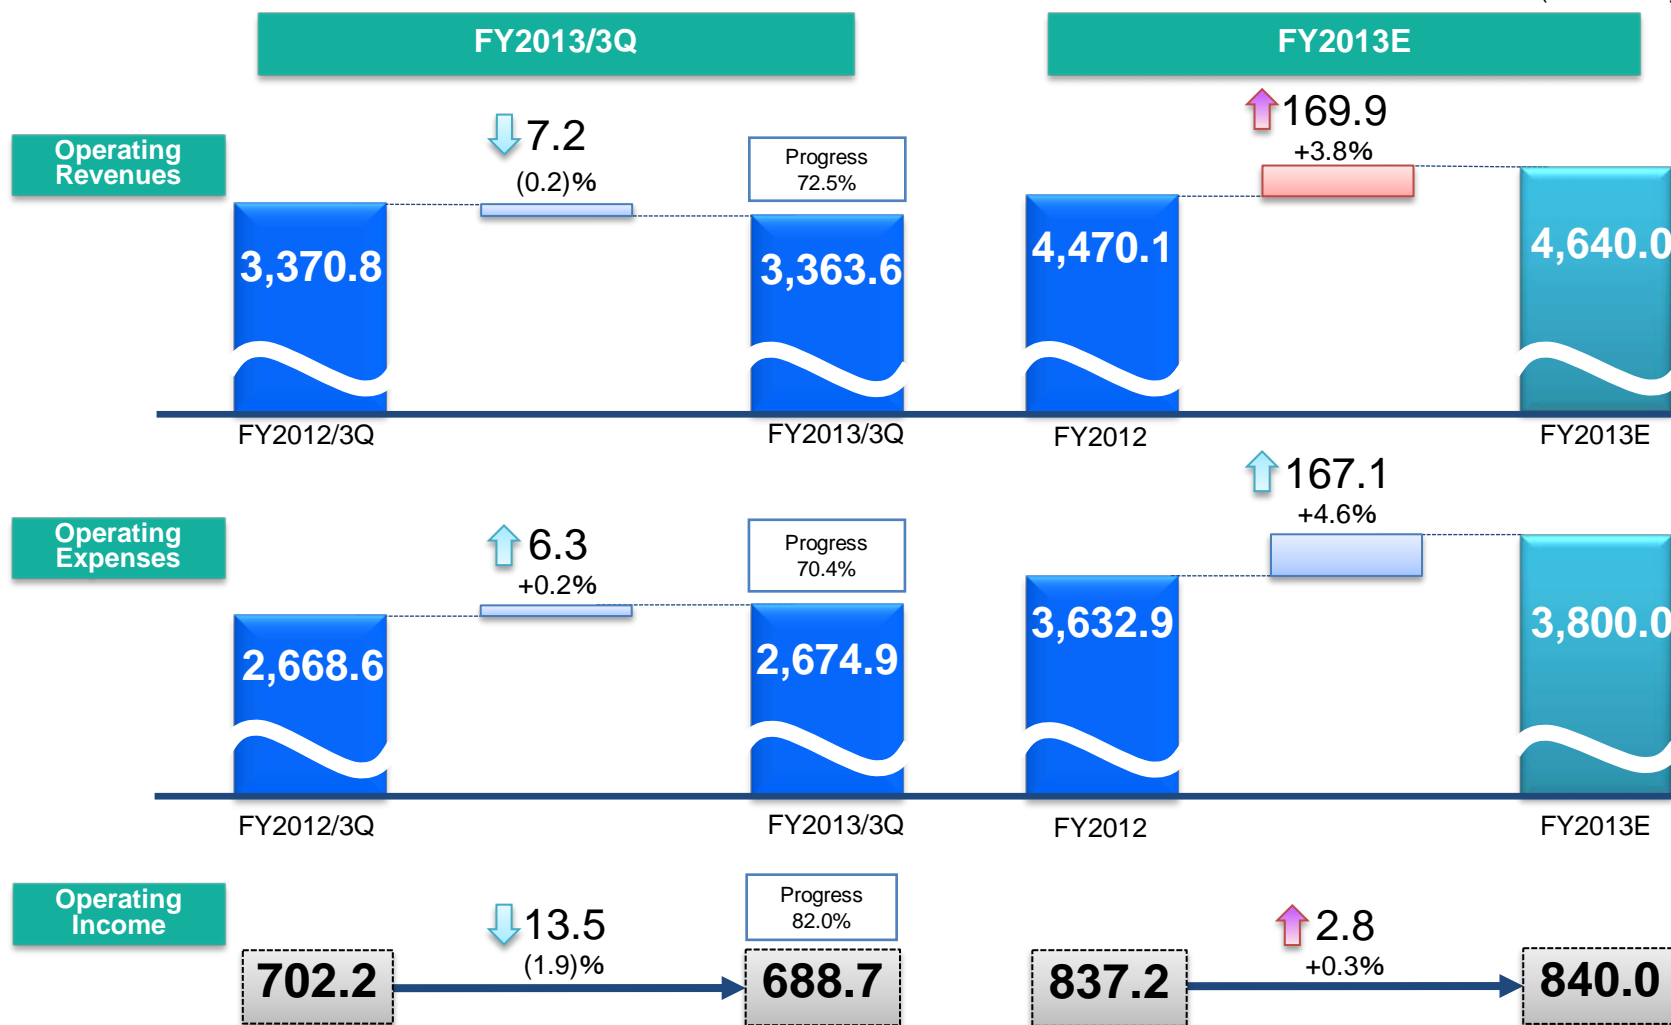 FY2013/3Q
FY2013E
Operating
Revenues
7.2
(0.2)%
Progress
72.5%
169.9
+3.8%
3,370.8
3,363.6
4,470.1
4,640.0
FY2012/3Q
FY2013/3Q
FY2012
FY2013E
Operating
Expenses
6.3
+0.2%
Progress
70.4%
167.1
+4.6%
2,668.6
2,674.9
3,632.9
3,800.0
FY2012/3Q
FY2013/3Q
FY2012
FY2013E
Operating
Income
13.5
(1.9)%
Progress
82.0%
2.8
+0.3%
702.2
688.7
837.2
840.0